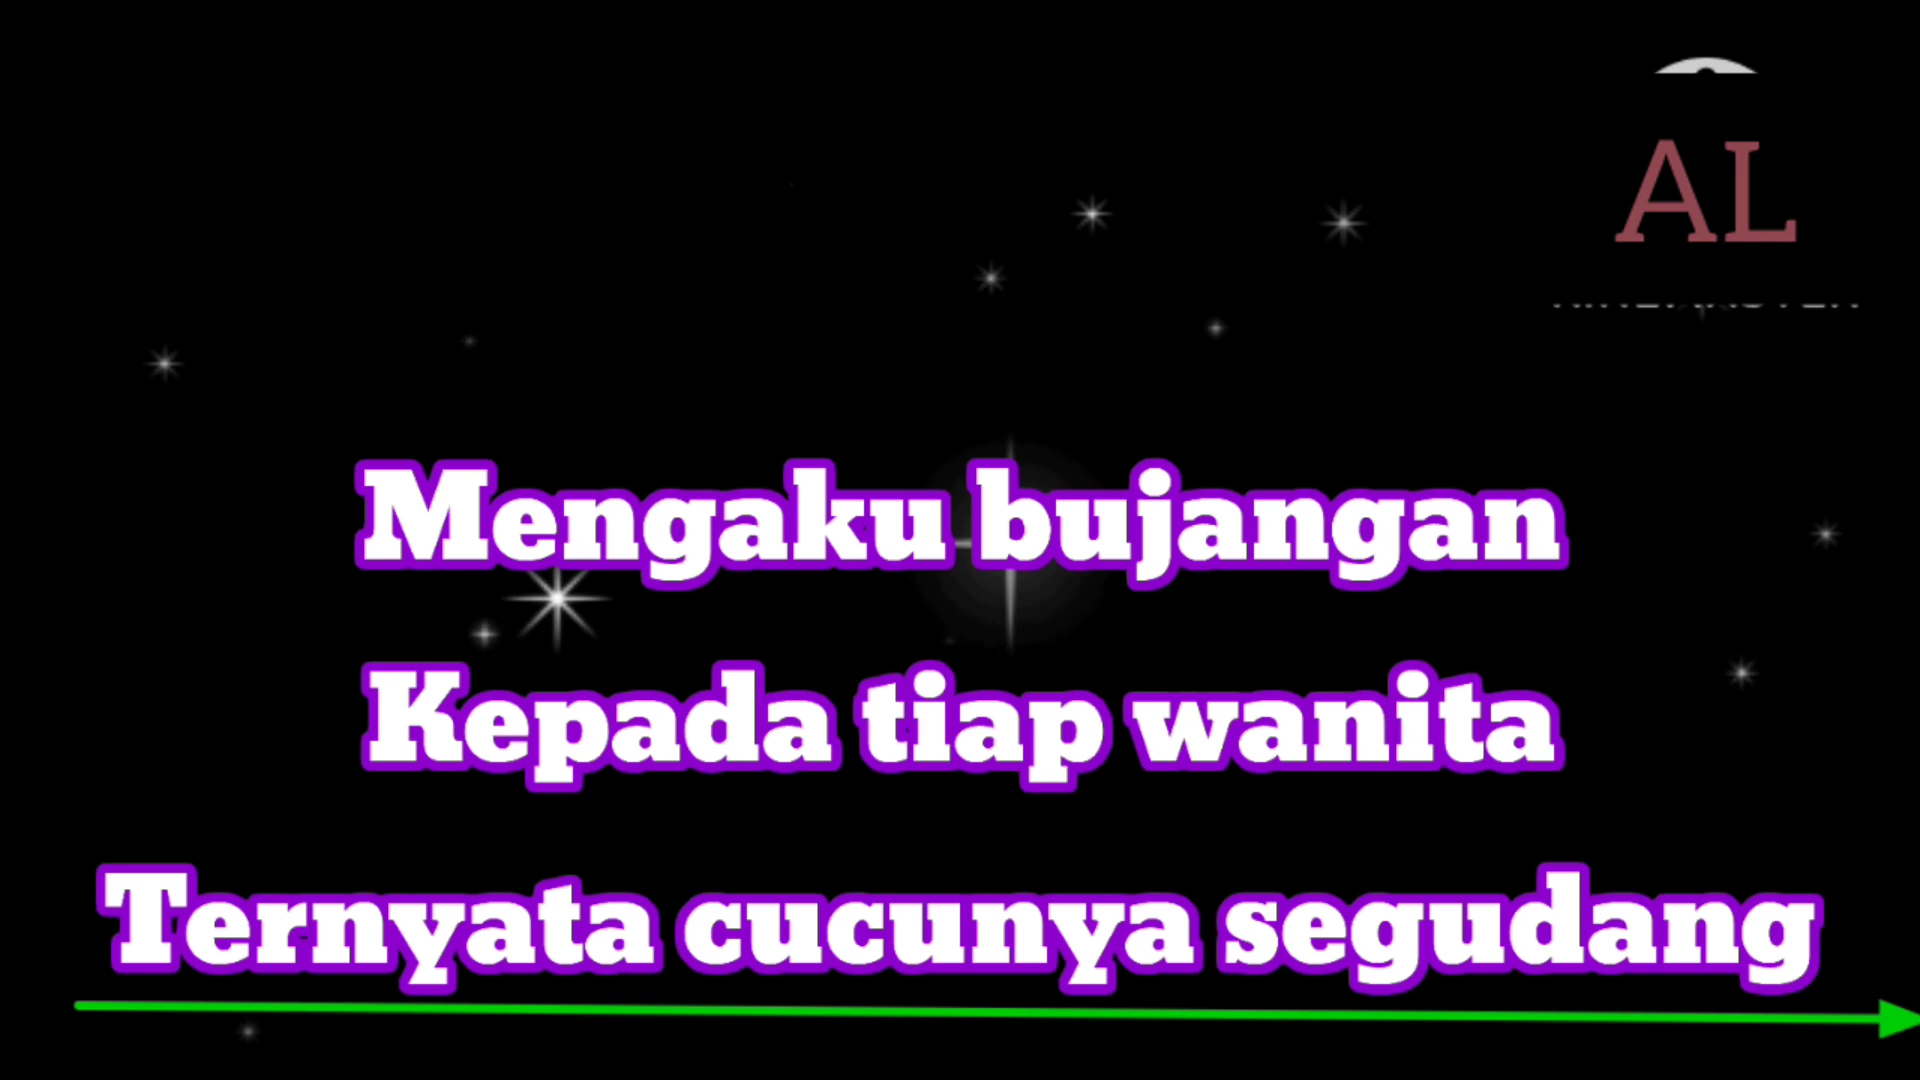 AL
Mengaku bujangan
Kepada tiap wanita
Ternyata cucunya segudang